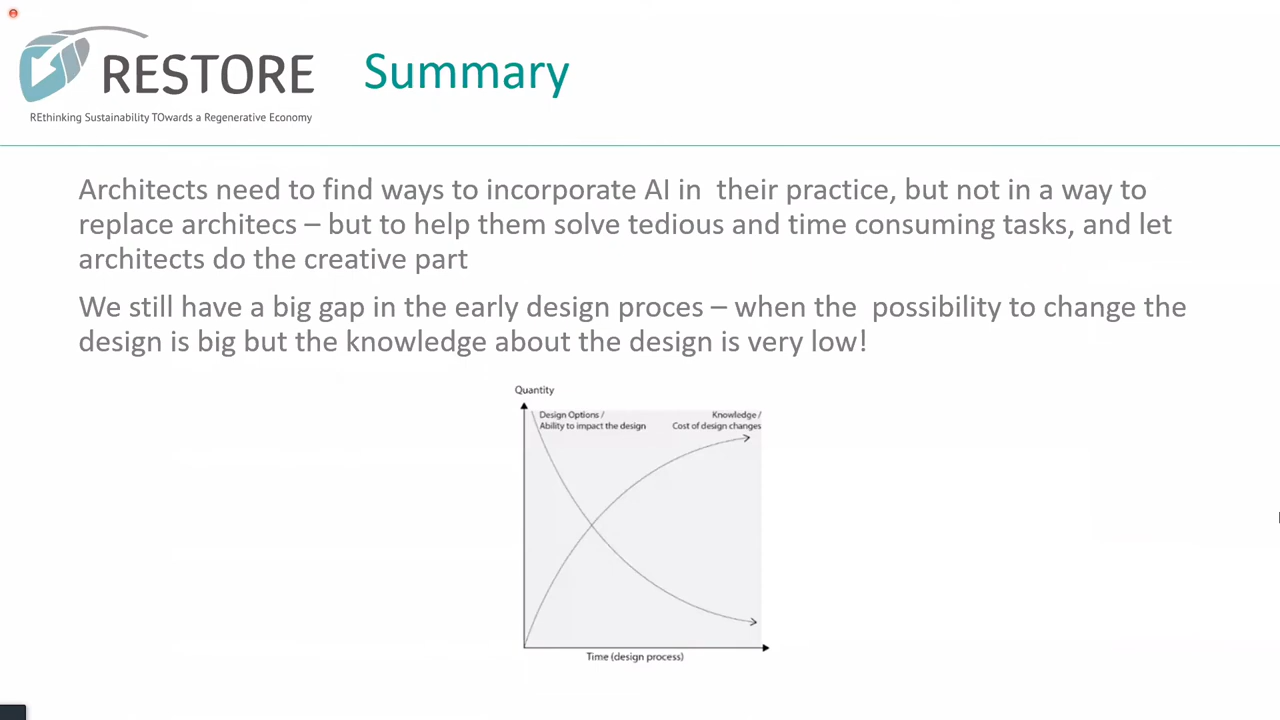 RESTORE
REthinking Sustainability TOwards a Regenerative Economy
Summary
Architects need to find ways to incorporate AI in  their practice, but not in a way to
replace architecs – but to help them solve tedious and time consuming tasks, and let
architects do the creative part
We still have a big gap in the early design proces – when the  possibility to change the
design is big but the knowledge about the design is very low!
Quantity
Design Options /
Ability to impact the design
Knowledge /
Cost of design changes
Time (design process)